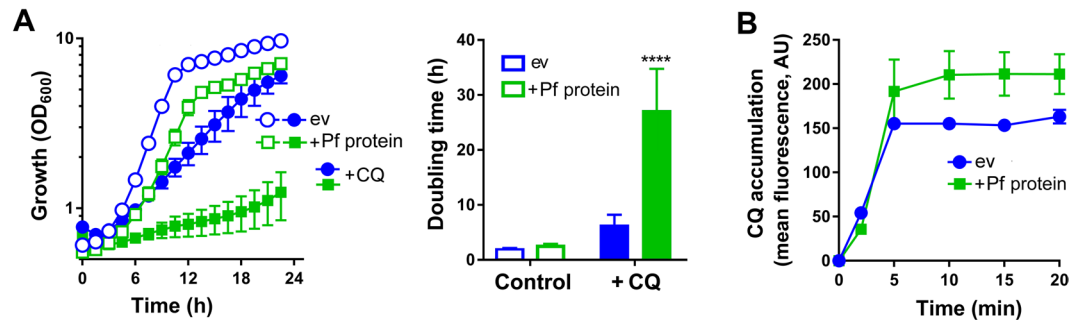 A
Growth (OD600)
10
1
0
6
12
18
24
Time (h)
ev
+Pf protein
+CQ
Doubling time (h)
40
30
20
10
0
ev
+Pf protein
****
Control
+ CQ
B
CQ accumulation
(mean fluorescence, AU)
250
200
150
100
50
0
0
5
10
15
20
Time (min)
ev
+Pf protein